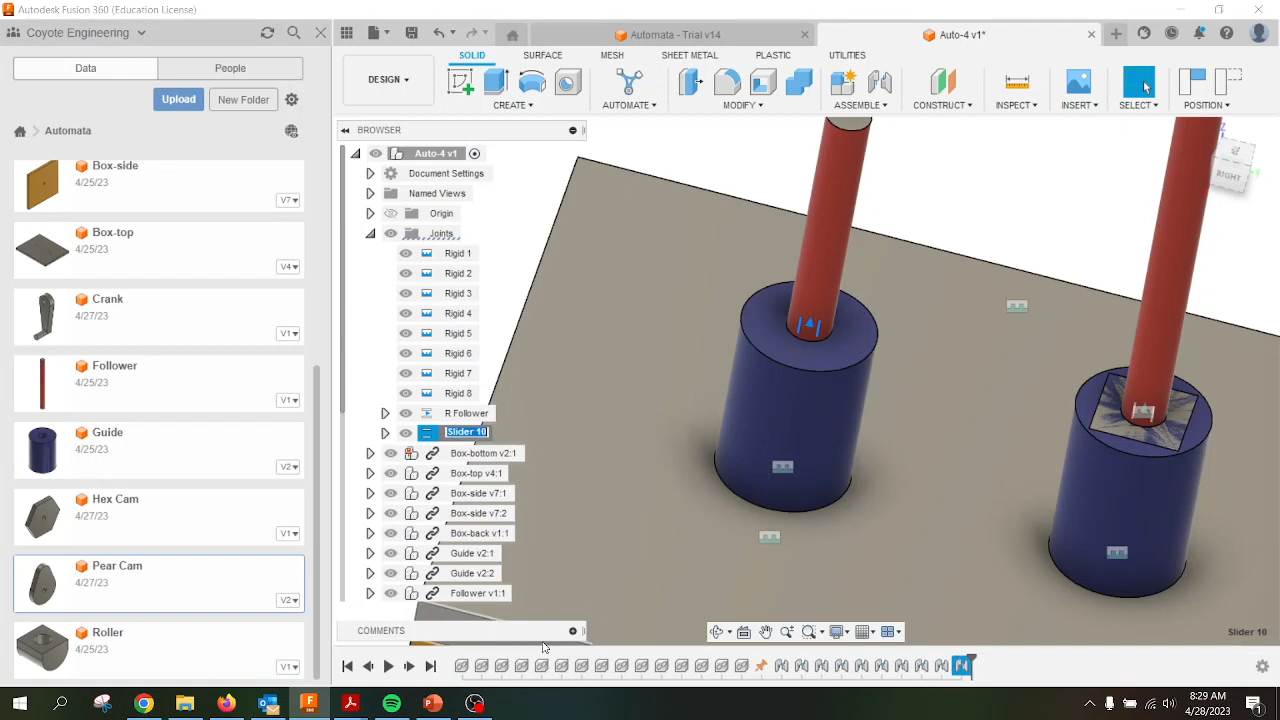 Autodesk Fusion 360 (Education License)
Coyote Engineering
Automata - Trial v14
Auto-4 v1*
Data
People
Upload
New Folder
Automata
Box-side
4/25/23
V7
Box-top
4/25/23
V4
Crank
4/27/23
V1
Follower
4/25/23
V1
Guide
4/25/23
V2
Hex Cam
4/27/23
V1
Pear Cam
4/27/23
V2
Roller
4/25/23
V1
DESIGN
SOLID
SURFACE
MESH
SHEET METAL
PLASTIC
UTILITIES
CREATE
AUTOMATE
MODIFY
ASSEMBLE
CONSTRUCT
INSPECT
INSERT
SELECT
POSITION
BROWSER
Auto-4 v1
Document Settings
Named Views
Origin
Joints
Rigid 1
Rigid 2
Rigid 3
Rigid 4
Rigid 5
Rigid 6
Rigid 7
Rigid 8
R Follower
Slider 10
Box-bottom v2:1
Box-top v4:1
Box-side v7:1
Box-side v7:2
Box-back v1:1
Guide v2:1
Guide v2:2
Follower v1:1
COMMENTS
Z
RIGHT
Y
Slider 10
8:29 AM
4/28/2023